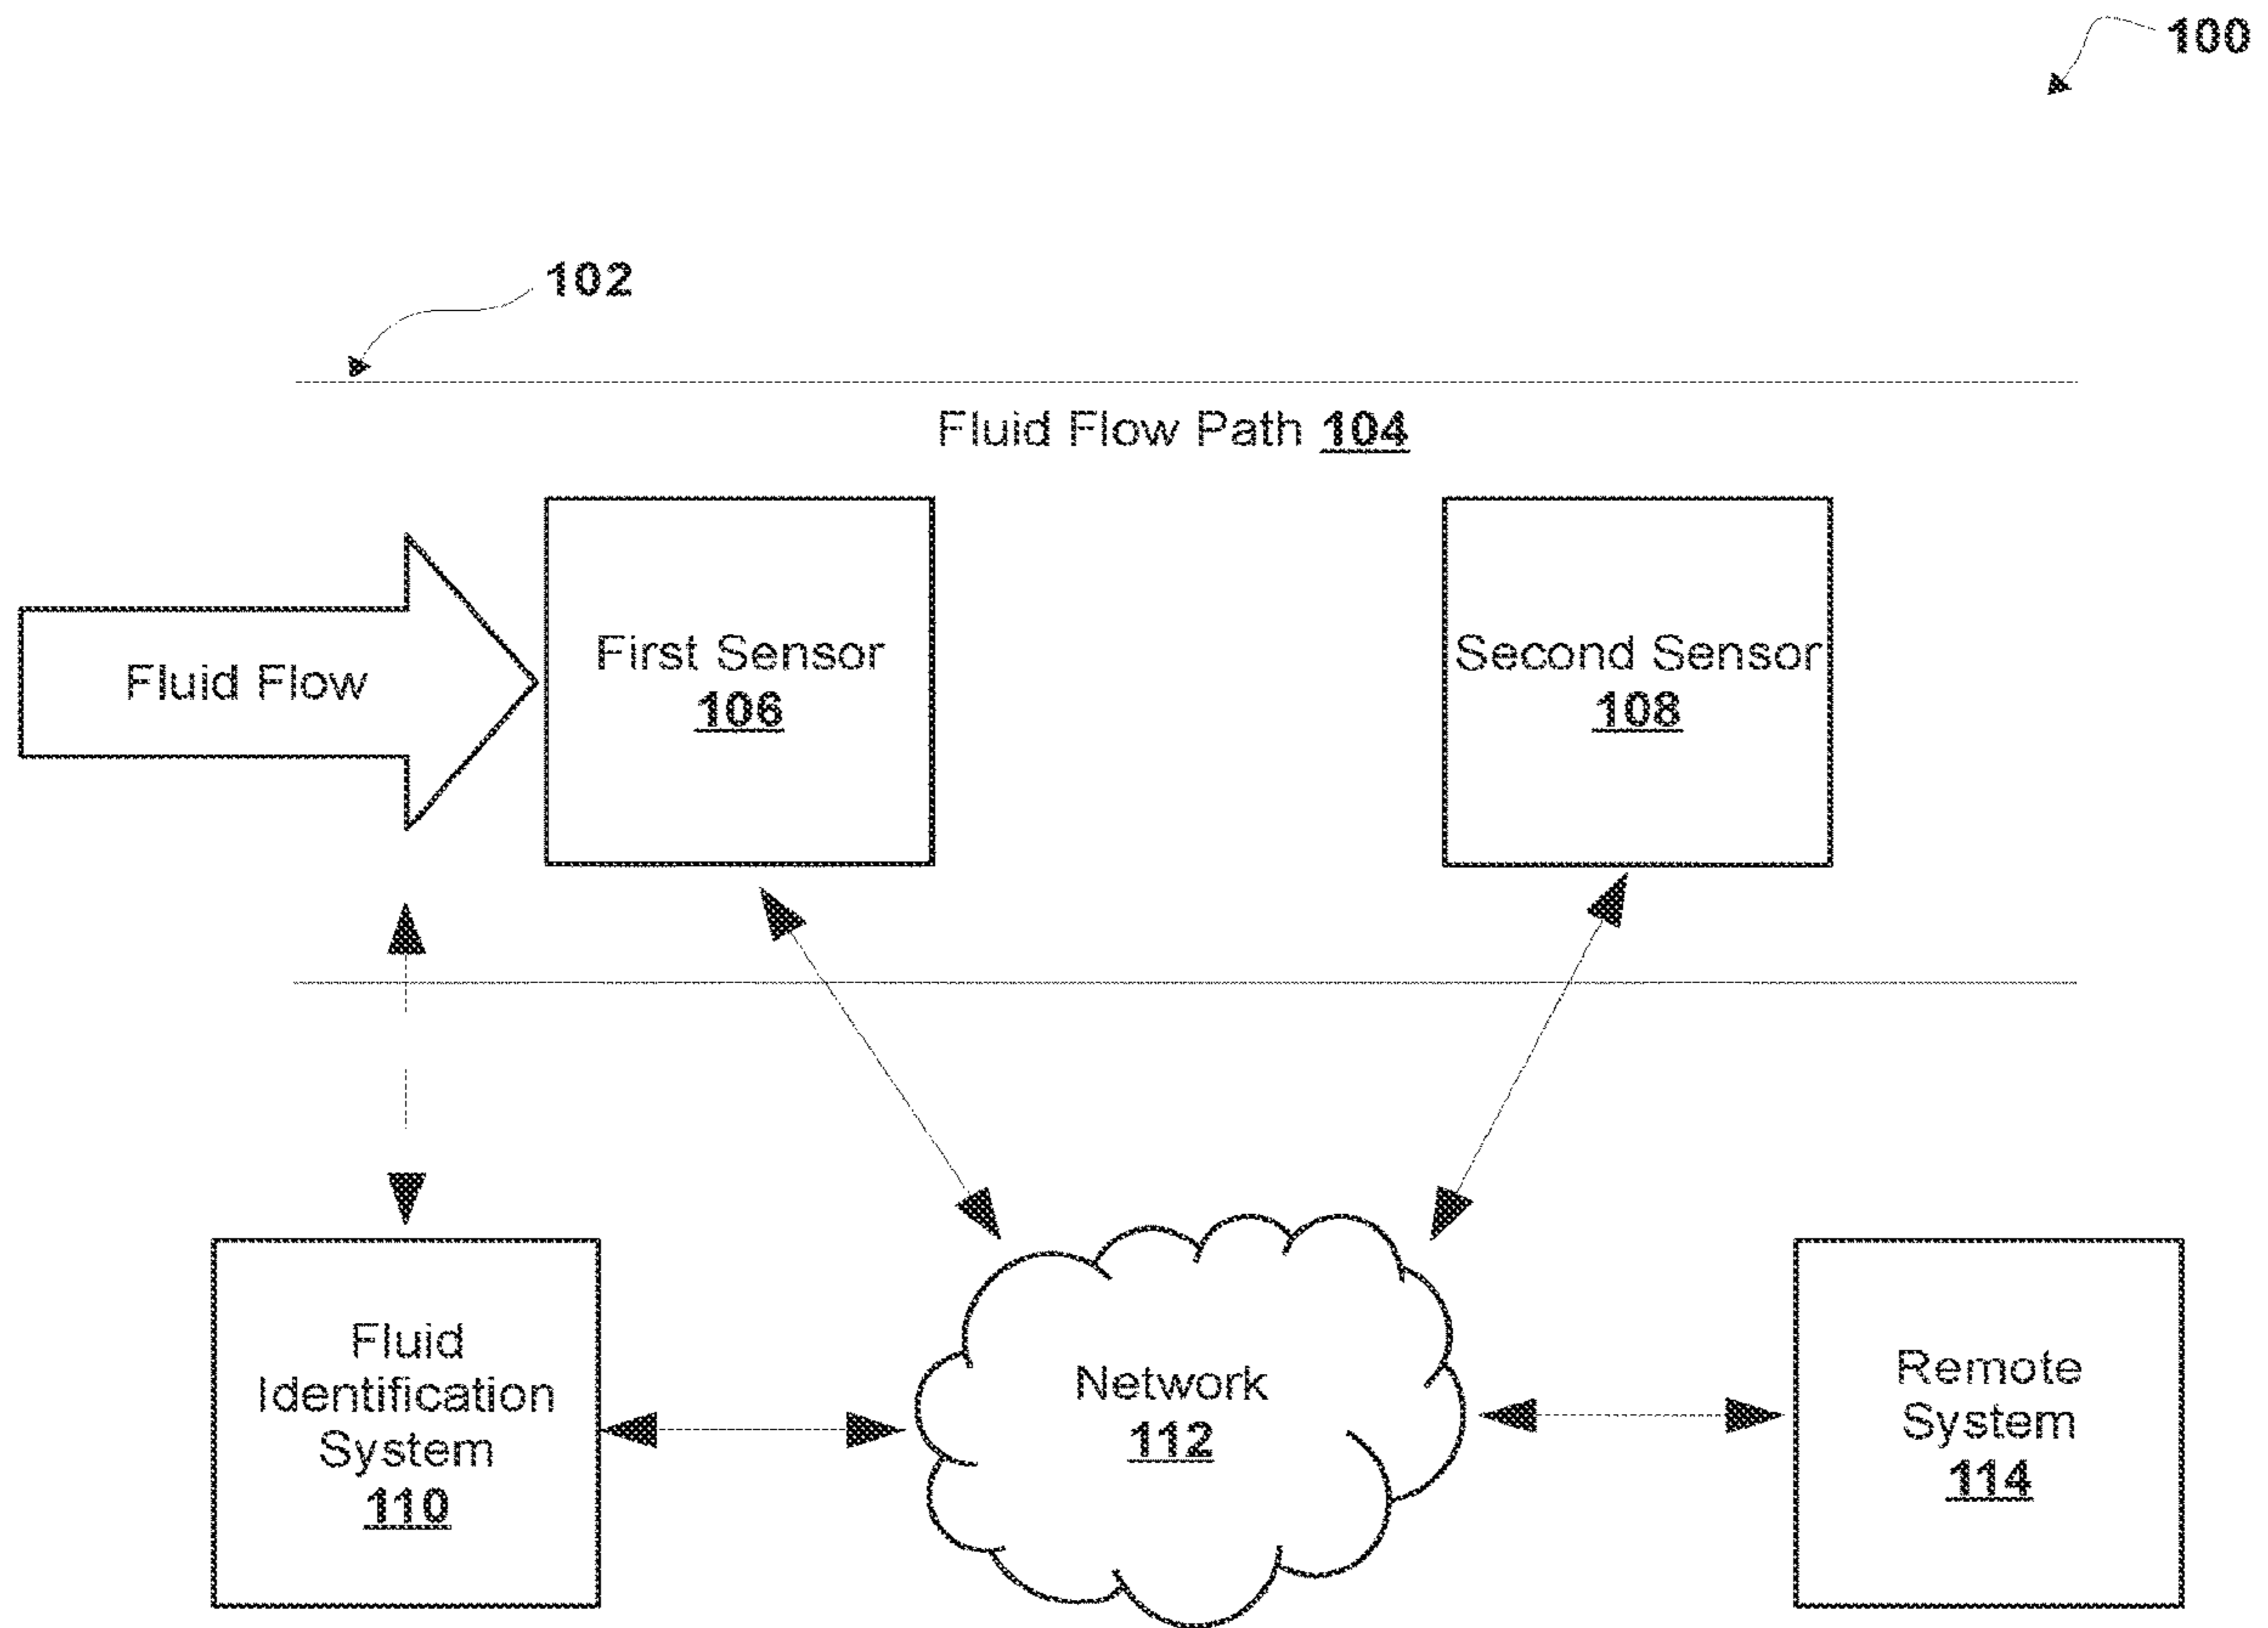 100
102
Fluid Flow Path 104
Fluid Flow
First Sensor
106
Second Sensor
108
Fluid
Identification
System
110
Network
112
Remote
System
114